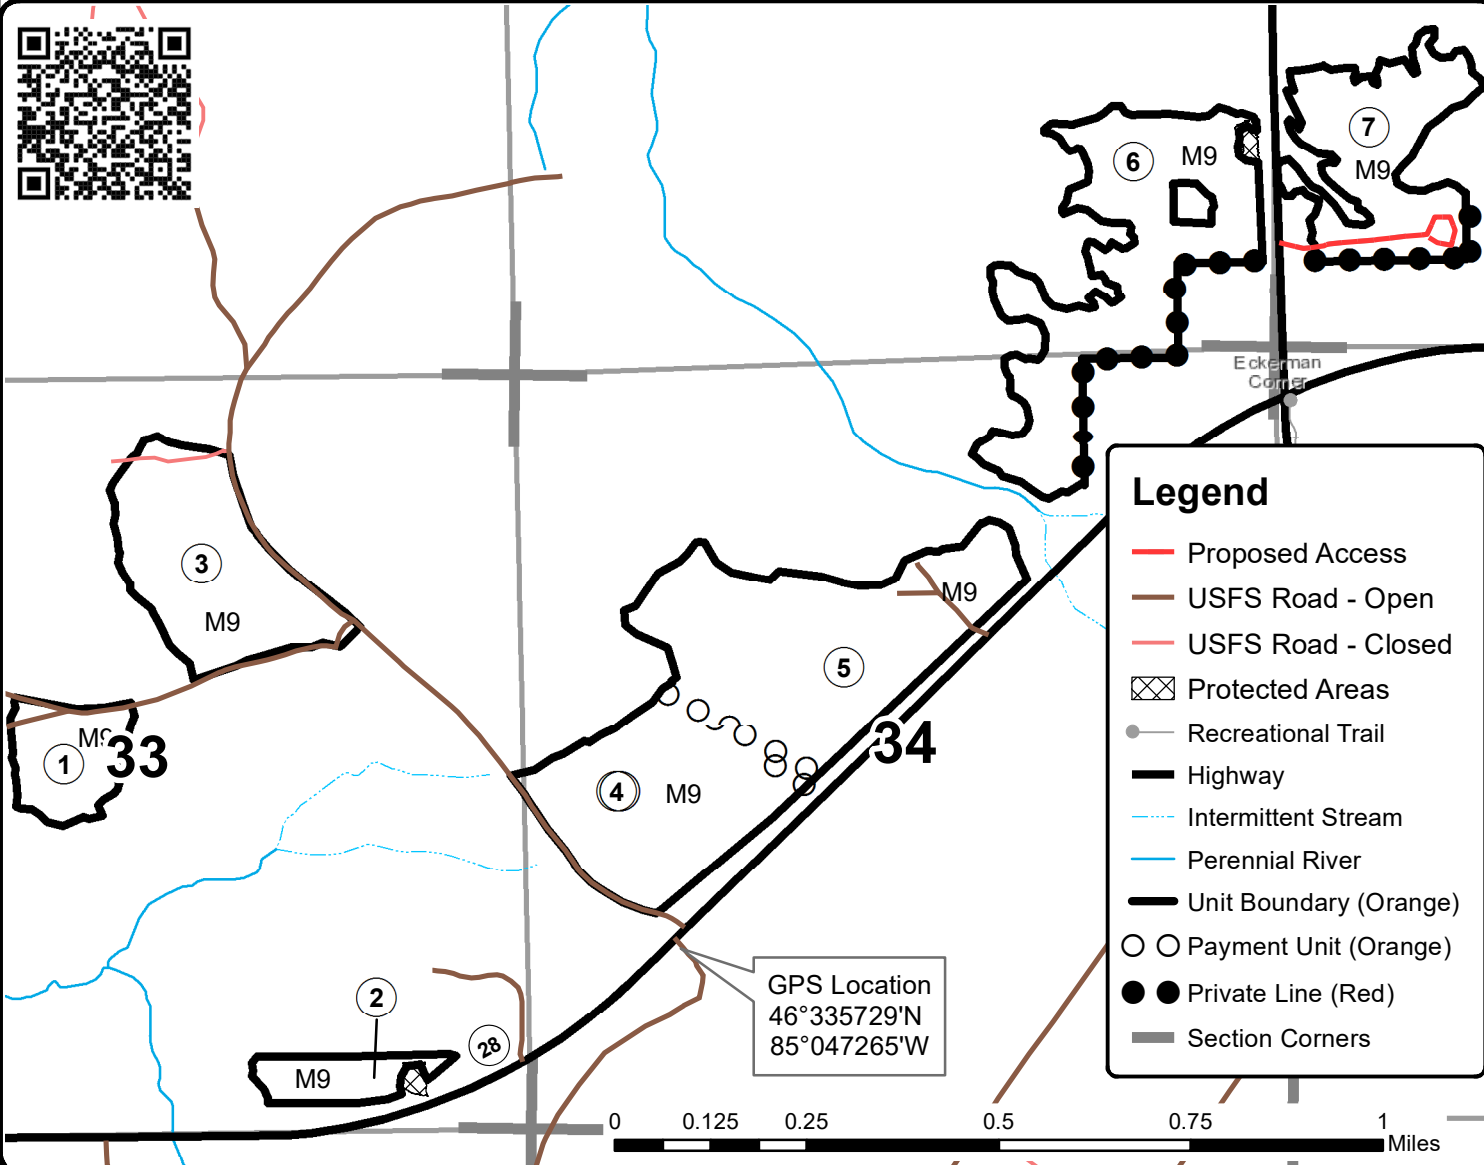 7
6
M9
M9
Eckerman
Corner
3
M9
M9
5
M9
1
33
34
4
M9
2
28
M9
GPS Location
46°335729'N
85°047265'W
Legend
Proposed Access
USFS Road - Open
USFS Road - Closed
Protected Areas
Recreational Trail
Highway
Intermittent Stream
Perennial River
Unit Boundary (Orange)
Payment Unit (Orange)
Private Line (Red)
Section Corners
0 0.125 0.25 0.5 0.75 1
Miles